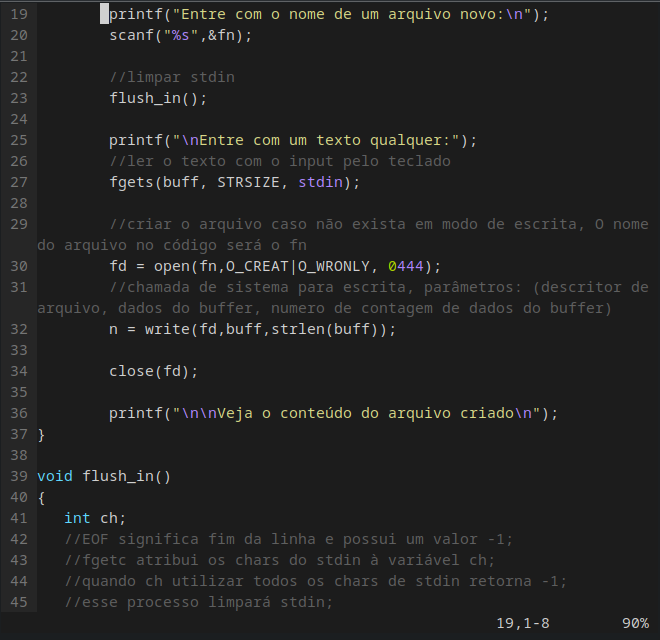 19 printf("Entre com o nome de um arquivo novo:\n");
20 scanf("%s",&fn);
21
22 //limpar stdin
23 flush_in();
24
25 printf("\nEntre com um texto qualquer:");
26 //ler o texto com o input pelo teclado
27 fgets(buff, STRSIZE, stdin);
28
29 //criar o arquivo caso não exista em modo de escrita, O nome
do arquivo no código será o fn
30 fd = open(fn,O_CREAT|O_WRONLY, 0444);
31 //chamada de sistema para escrita, parâmetros: (descritor de
arquivo, dados do buffer, numero de contagem de dados do buffer)
32 n = write(fd,buff,strlen(buff));
33
34 close(fd);
35
36 printf("\n\nVeja o conteúdo do arquivo criado\n");
37 }
38
39 void flush_in()
40 {
41 int ch;
42 //EOF significa fim da linha e possui um valor -1;
43 //fgetc atribui os chars do stdin à variável ch;
44 //quando ch utilizar todos os chars de stdin retorna -1;
45 //esse processo limpará stdin;
19,1-8 90%